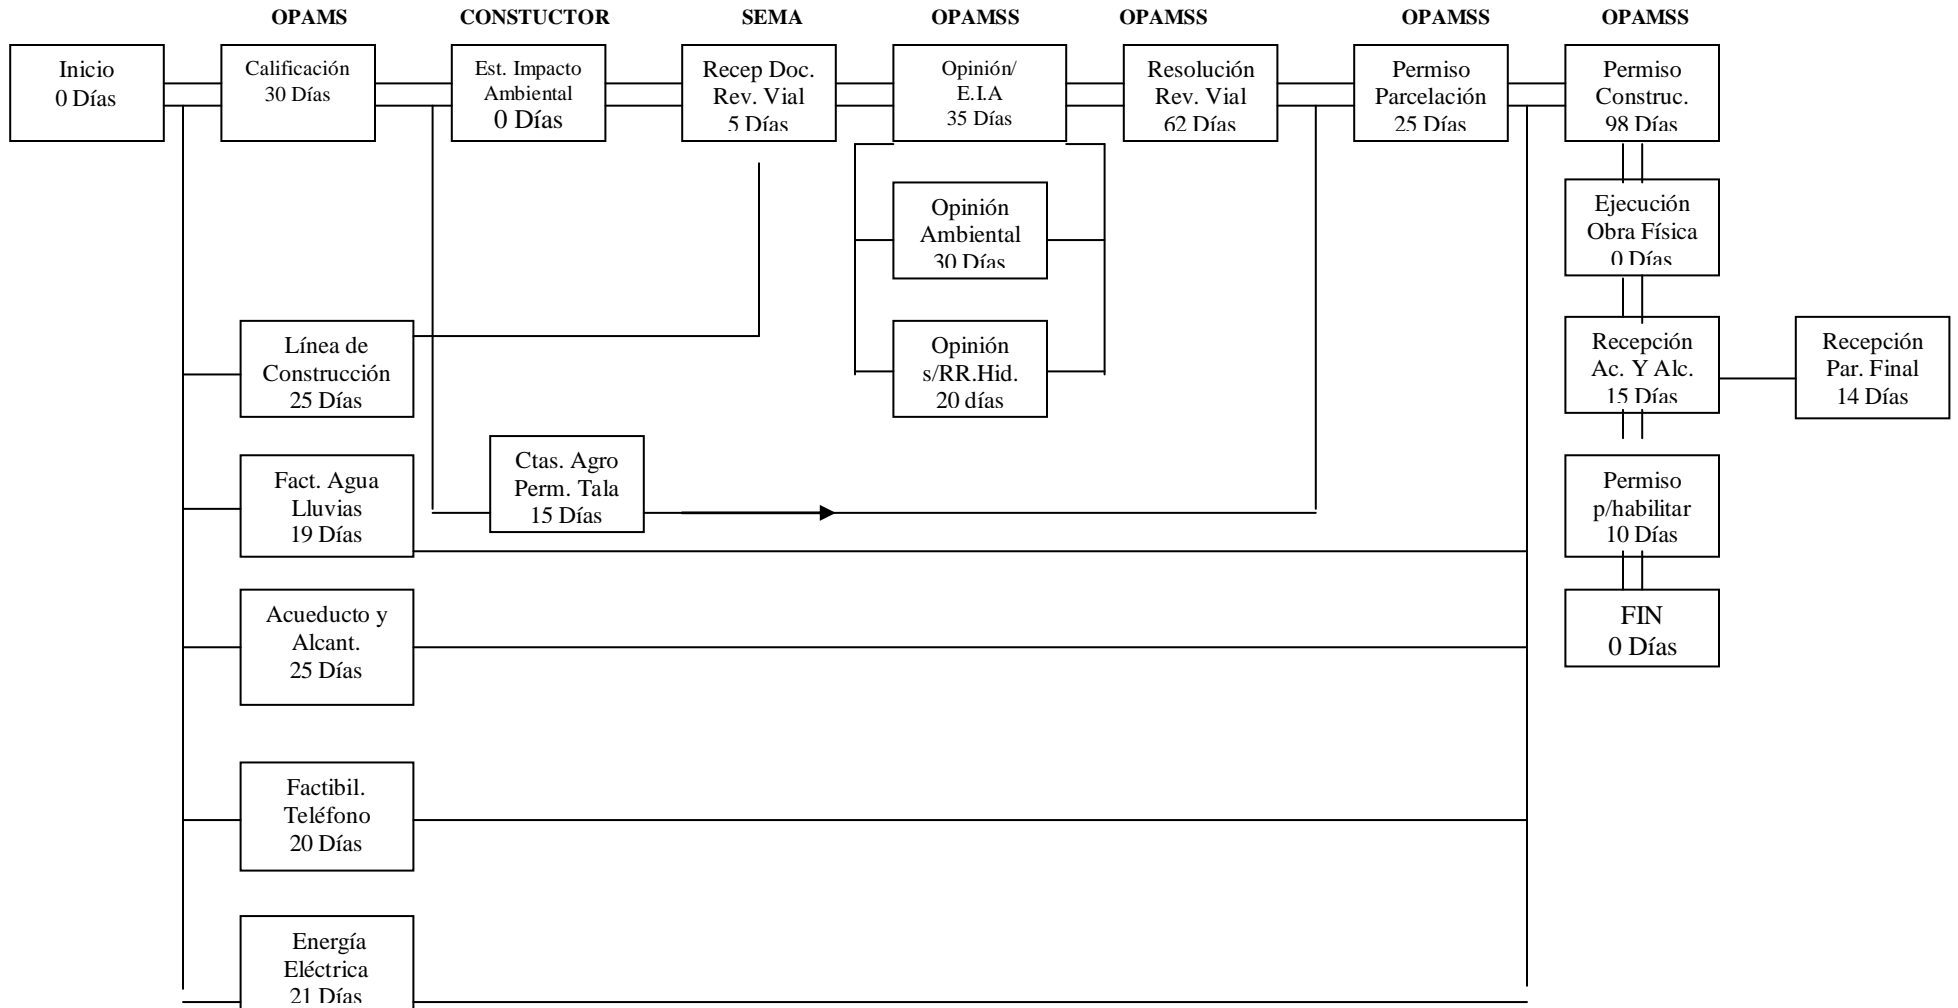 OPAMS CONSTUCTOR SEMA OPAMSS OPAMSS OPAMSS OPAMSS
Inicio
0 Días
Calificación
30 Días
Est. Impacto
Ambiental
0 Días
Recep Doc.
Rev. Vial
5 Días
Opinión/
E.I.A
35 Días
Resolución
Rev. Vial
62 Días
Permiso
Parcelación
25 Días
Permiso
Construc.
98 Días
Opinión
Ambiental
30 Días
Ejecución
Obra Física
0 Días
Línea de
Construcción
25 Días
Opinión
s/RR.Hid.
20 días
Recepción
Ac. Y Alc.
15 Días
Recepción
Par. Final
14 Días
Fact. Agua
Lluvias
19 Días
Ctas. Agro
Perm. Tala
15 Días
Permiso
p/habilitar
10 Días
Acueducto y
Alcant.
25 Días
FIN
0 Días
Factibil.
Teléfono
20 Días
Energía
Eléctrica
21 Días